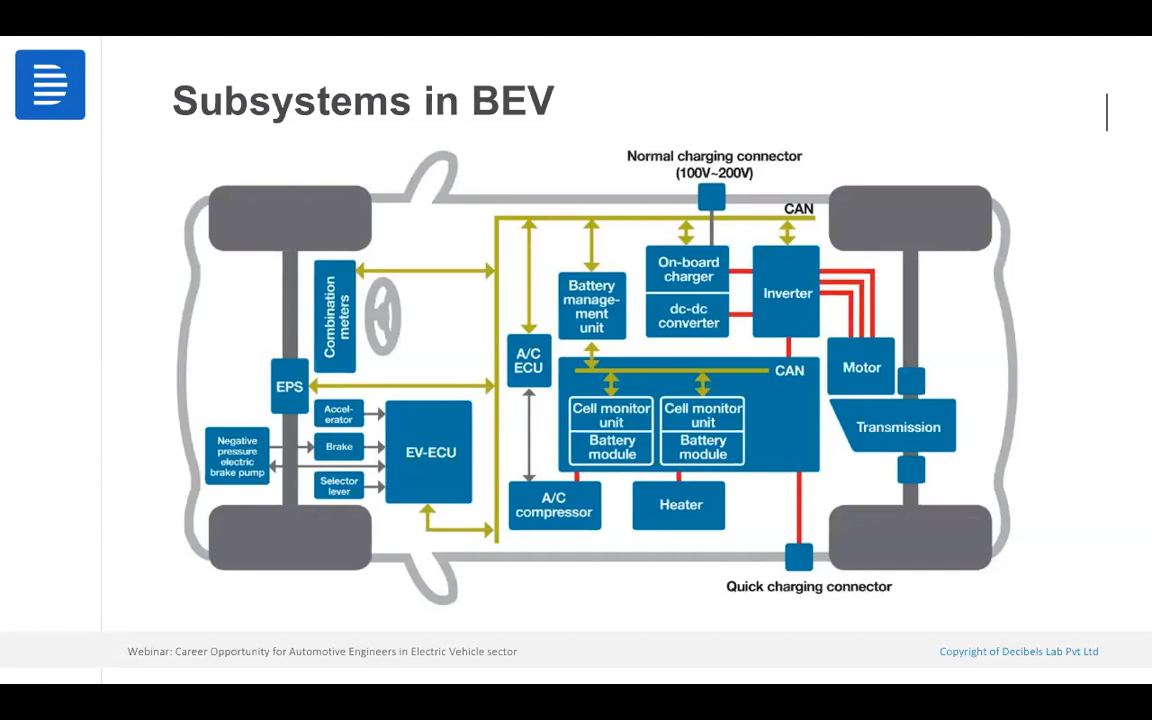 Subsystems in BEV
Normal charging connector
(100V~200V)
CAN
On-board
charger
dc-dc
converter
Inverter
Battery
manage-
ment
unit
Combination
meters
A/C
ECU
EPS
CAN
Motor
Cell monitor
unit
Battery
module
Cell monitor
unit
Battery
module
Accel-
erator
Brake
Selector
lever
EV-ECU
Negative
pressure
electric
brake pump
Transmission
A/C
compressor
Heater
Quick charging connector
Webinar: Career Opportunity for Automotive Engineers in Electric Vehicle sector
Copyright of Decibels Lab Pvt Ltd